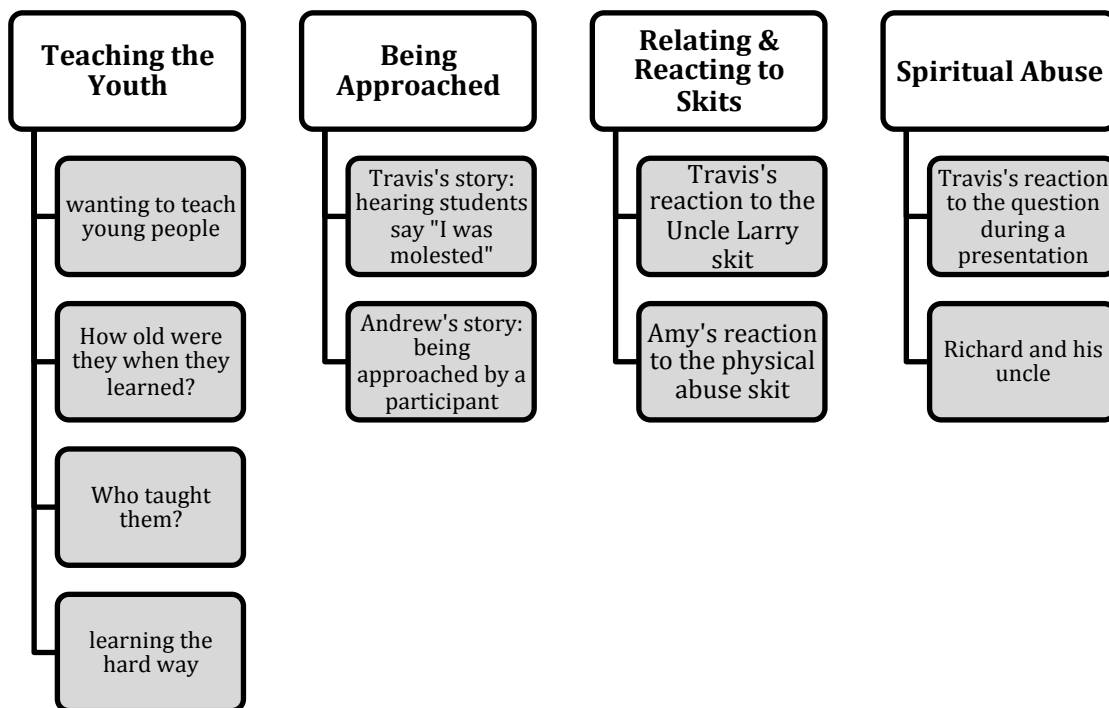 Teaching the
Youth
wanting to teach
young people
How old were
they when they
learned?
Who taught
them?
learning the
hard way
Being
Approached
Travis's story:
hearing students
say "I was
molested"
Andrew's story:
being
approached by a
participant
Relating &
Reacting to
Skits
Travis's
reaction to the
Uncle Larry
skit
Amy's reaction
to the physical
abuse skit
Spiritual Abuse
Travis's reaction
to the question
during a
presentation
Richard and his
uncle